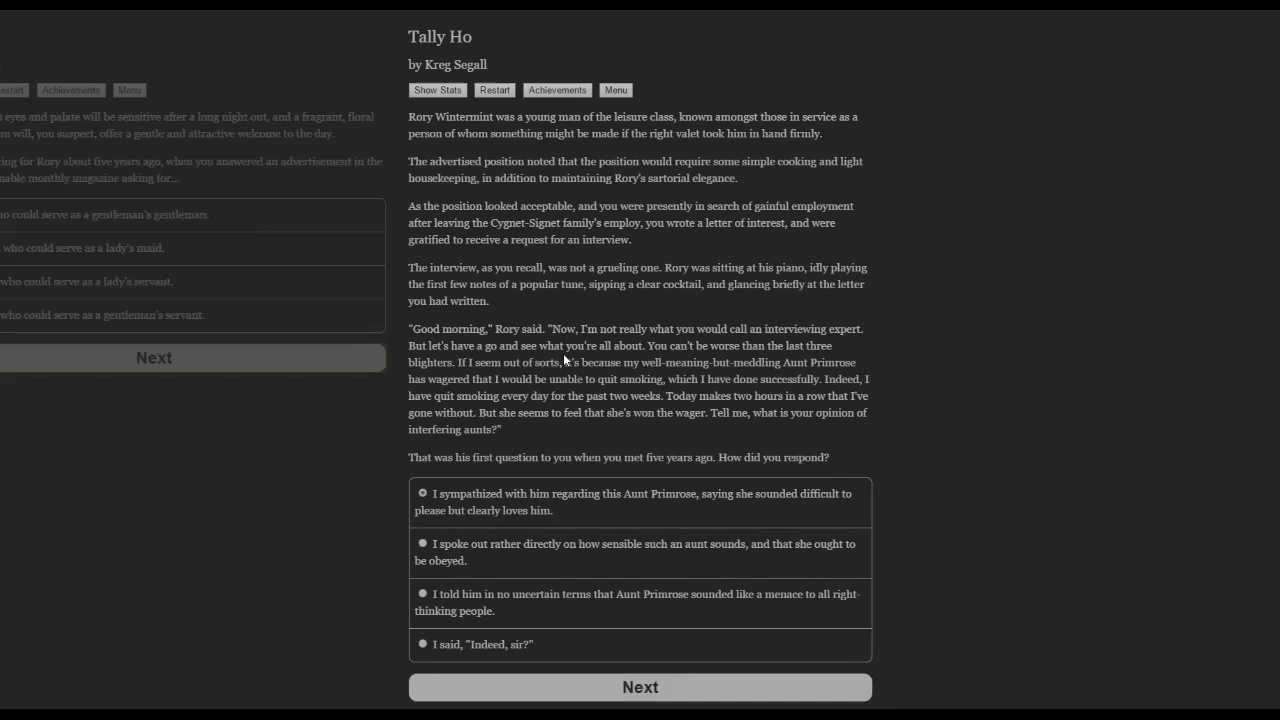 Tally Ho
by Kreg Segall
Show Stats Restart Achievements Menu
Rory Wintermint was a young man of the leisure class, known amongst those in service as a
person of whom something might be made if the right valet took him in hand firmly.
The advertised position noted that the position would require some simple cooking and light
housekeeping, in addition to maintaining Rory's sartorial elegance.
As the position looked acceptable, and you were presently in search of gainful employment
after leaving the Cygnet-Signet family's employ, you wrote a letter of interest, and were
gratified to receive a request for an interview.
The interview, as you recall, was not a grueling one. Rory was sitting at his piano, idly playing
the first few notes of a popular tune, sipping a clear cocktail, and glancing briefly at the letter
you had written.
"Good morning," Rory said. "Now, I'm not really what you would call an interviewing expert.
But let's have a go and see what you're all about. You can't be worse than the last three
blighters. If I seem out of sorts, because my well-meaning-but-meddling Aunt Primrose
has wagered that I would be unable to quit smoking, which I have done successfully. Indeed, I
have quit smoking every day for the past two weeks. Today makes two hours in a row that I've
gone without. But she seems to feel that she's won the wager. Tell me, what is your opinion of
interfering aunts?"
That was his first question to you when you met five years ago. How did you respond?
I sympathized with him regarding this Aunt Primrose, saying she sounded difficult to
please but clearly loves him.
I spoke out rather directly on how sensible such an aunt sounds, and that she ought to
be obeyed.
I told him in no uncertain terms that Aunt Primrose sounded like a menace to all right-
thinking people.
I said, "Indeed, sir?"
Next
Achievements Menu
eyes and palate will be sensitive after a long night out, and a fragrant, floral
will, you suspect, offer a gentle and attractive welcome to the day.
for Rory about five years ago, when you answered an advertisement in the
monthly magazine asking for...
could serve as a gentleman's gentleman.
who could serve as a lady's maid.
who could serve as a lady's servant.
who could serve as a gentleman's servant.
Next